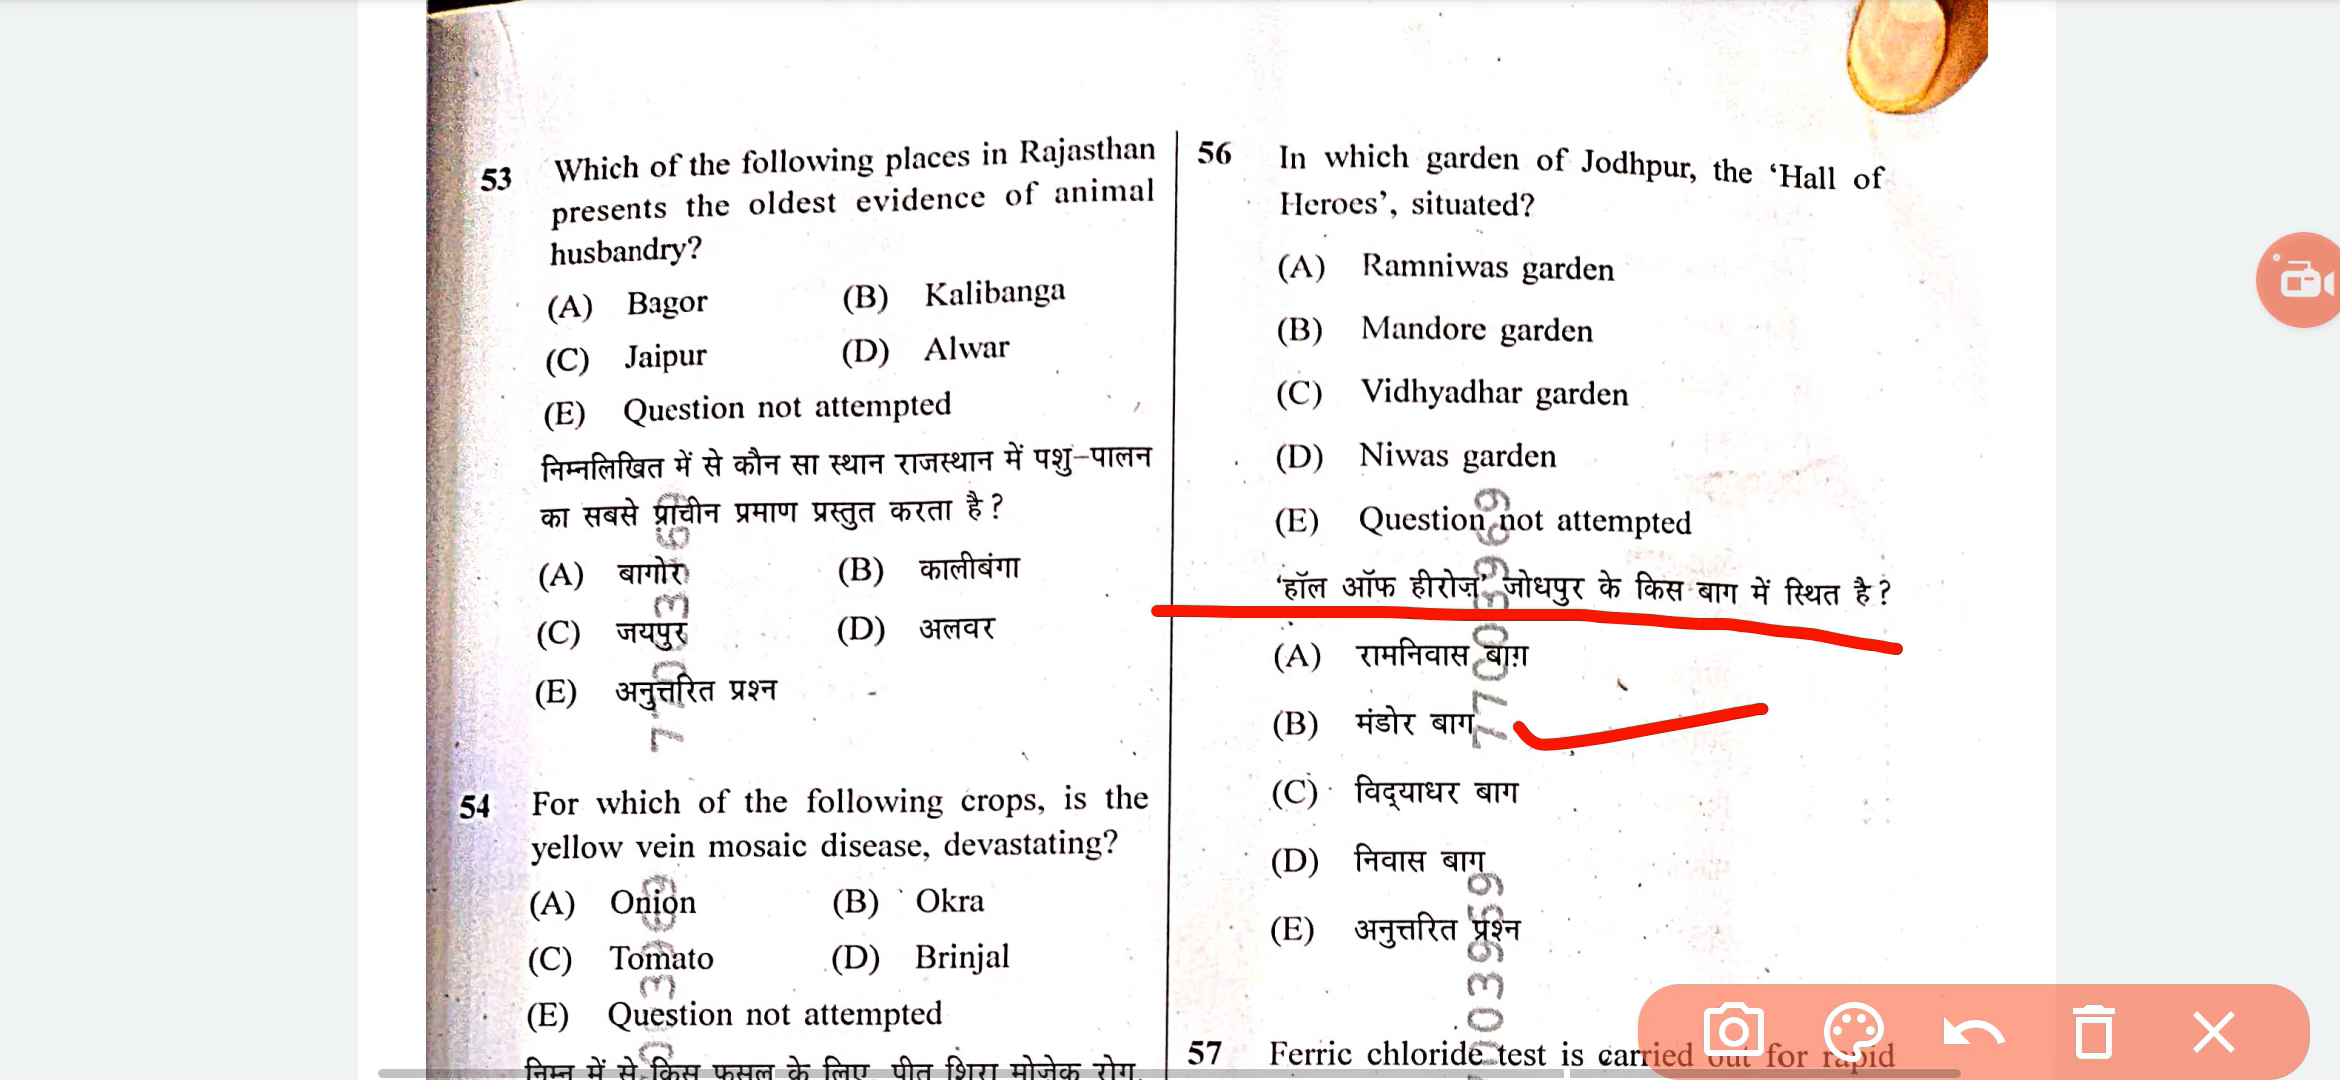 53 Which of the following places in Rajasthan
presents the oldest evidence of animal
husbandry?
(A) Bagor (B) Kalibanga
(C) Jaipur (D) Alwar
(E) Question not attempted
निम्नलिखित में से कौन सा स्थान राजस्थान में पशु-पालन
का सबसे प्राचीन प्रमाण प्रस्तुत करता है ?
(A) बागोर (B) कालीबंगा
(C) जयपुर (D) अलवर
(E) अनुत्तरित प्रश्न
54 For which of the following crops, is the
yellow vein mosaic disease, devastating?
(A) Onion (B) Okra
(C) Tomato (D) Brinjal
(E) Question not attempted
निम्न में से किस फसल के लिए पीत शिरा मोजेक रोग,
56 In which garden of Jodhpur, the ‘Hall of
Heroes’, situated?
(A) Ramniwas garden
(B) Mandore garden
(C) Vidhyadhar garden
(D) Niwas garden
(E) Question not attempted
‘हॉल ऑफ हीरोज़’ जोधपुर के किस बाग में स्थित है ?
(A) रामनिवास बाग़
(B) मंडोर बाग
(C) विद्याधर बाग
(D) निवास बाग
(E) अनुत्तरित प्रश्न
57 Ferric chloride test is carried out for rapid